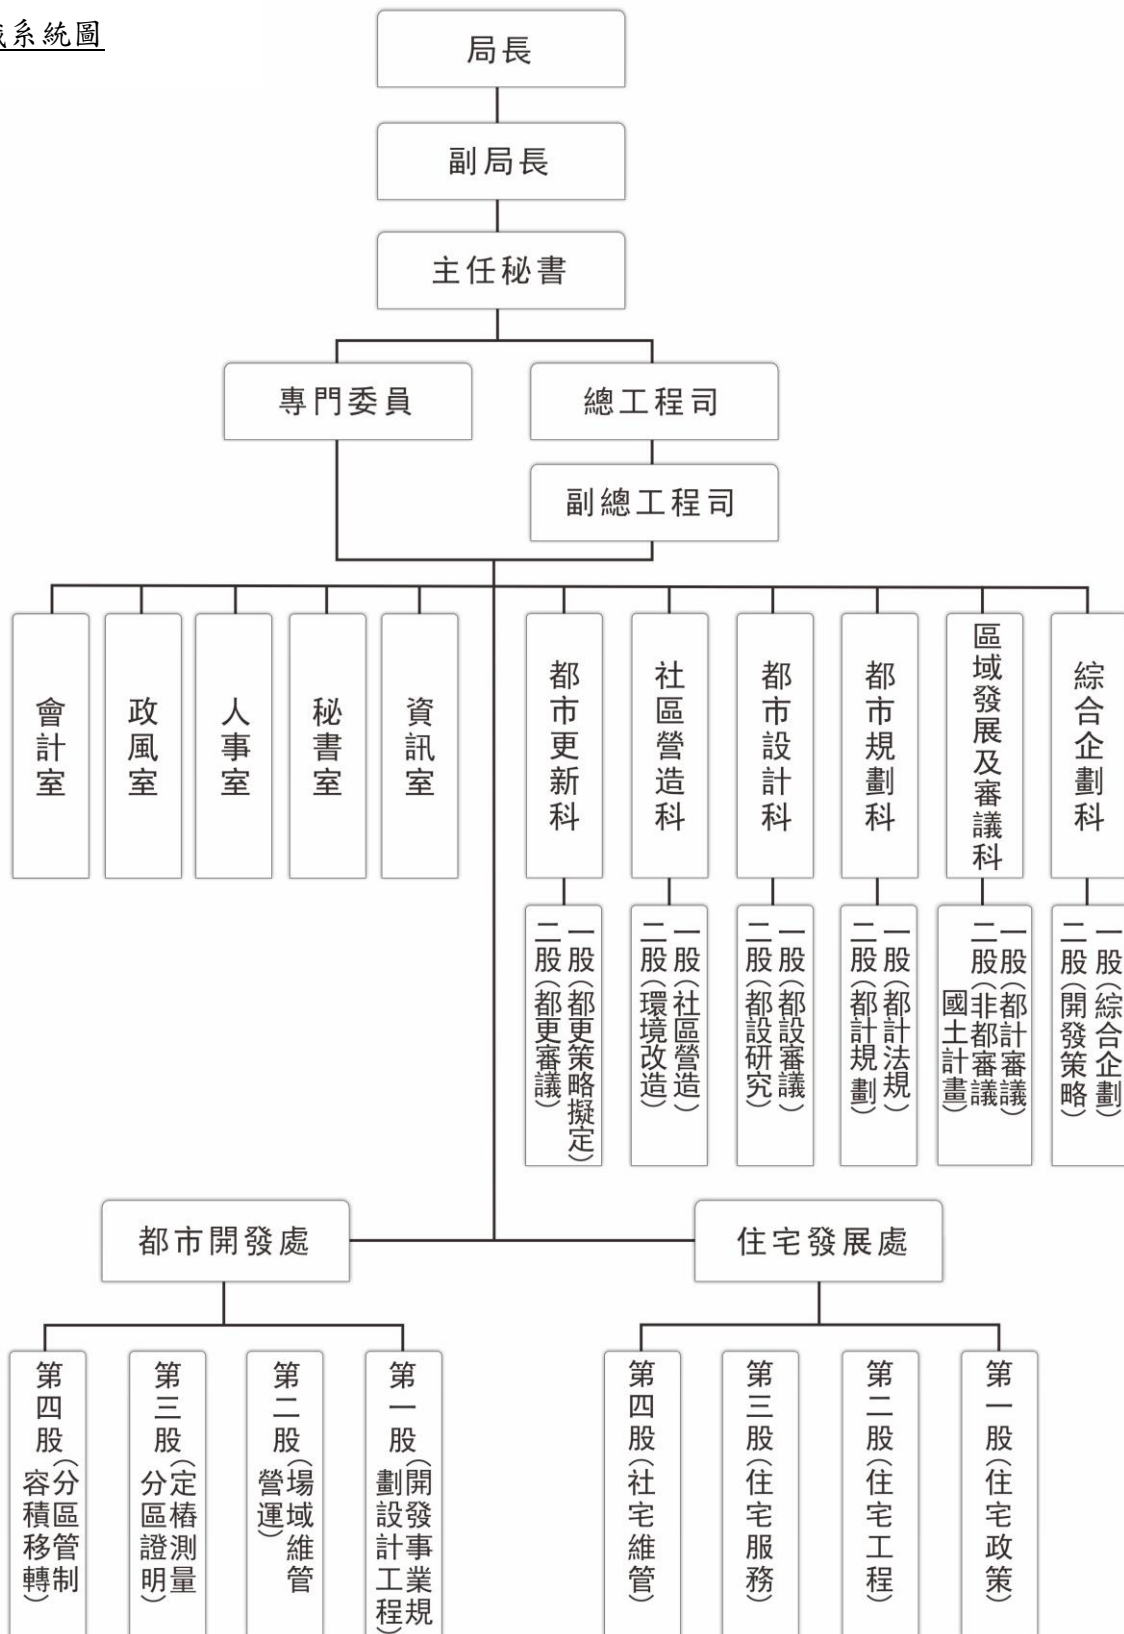 系統圖
局長
副局長
主任秘書
專門委員
總工程司
副總工程司
會計室
政風室
人事室
秘書室
資訊室
都市更新科
社區營造科
都市設計科
都市規劃科
區域發展及審議科
綜合企劃科
一股(都更策略擬定)
二股(都更審議)
一股(社區營造)
二股(環境改造)
一股(都設審議)
二股(都設研究)
一股(都計法規)
二股(都計規劃)
一股(都計審議)
二股(非都審議
國土計畫)
一股(綜合企劃)
二股(開發策略)
都市開發處
住宅發展處
第四股(分區管制
容積移轉)
第三股(定樁測量
分區證明)
第二股(場域維管
營運)
第一股(開發事業規
劃設計工程)
第四股(社宅維管)
第三股(住宅服務)
第二股(住宅工程)
第一股(住宅政策)